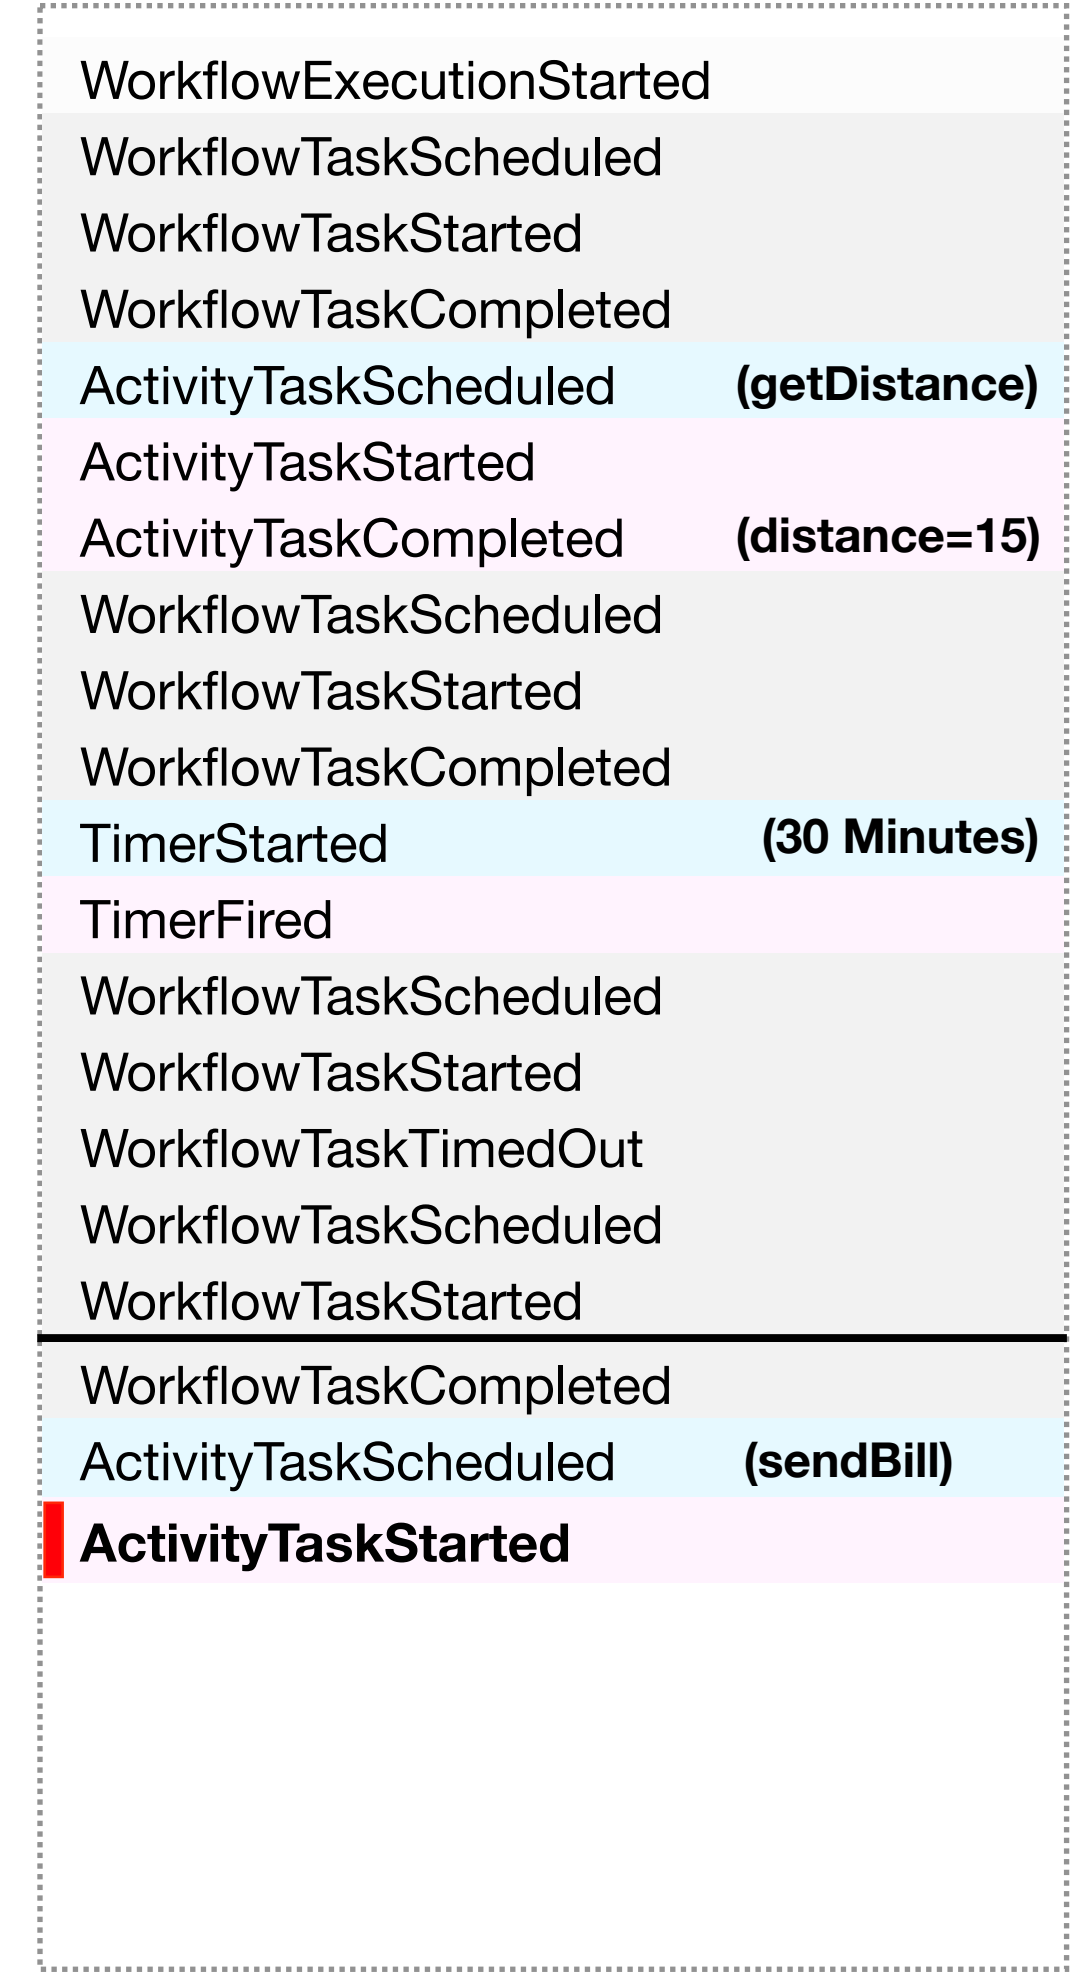 WorkflowExecutionStarted
WorkflowTaskScheduled
WorkflowTaskStarted
WorkflowTaskCompleted
ActivityTaskScheduled (getDistance)
ActivityTaskStarted
ActivityTaskCompleted (distance=15)
WorkflowTaskScheduled
WorkflowTaskStarted
WorkflowTaskCompleted
TimerStarted (30 Minutes)
TimerFired
WorkflowTaskScheduled
WorkflowTaskStarted
WorkflowTaskTimedOut
WorkflowTaskScheduled
WorkflowTaskStarted
WorkflowTaskCompleted
ActivityTaskScheduled (sendBill)
ActivityTaskStarted